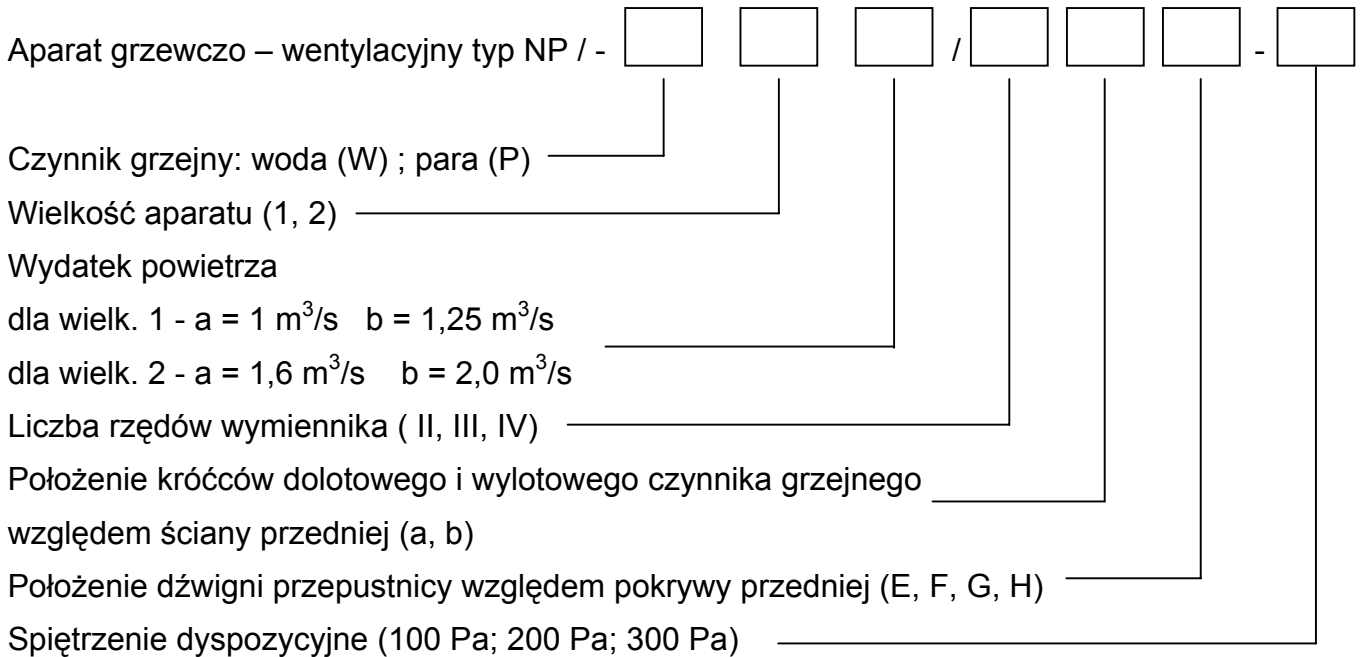 Aparat grzewczo – wentylacyjny typ NP / - / -
Czynnik grzejny: woda (W) ; para (P)
Wielkość aparatu (1, 2)
Wydatek powietrza
dla wielk. 1 - a = 1 m³/s b = 1,25 m³/s
dla wielk. 2 - a = 1,6 m³/s b = 2,0 m³/s
Liczba rzędów wymiennika ( II, III, IV)
Położenie króćców dolotowego i wylotowego czynnika grzejnego
względem ściany przedniej (a, b)
Położenie dźwigni przepustnicy względem pokrywy przedniej (E, F, G, H)
Spiętrzenie dyspozycyjne (100 Pa; 200 Pa; 300 Pa)